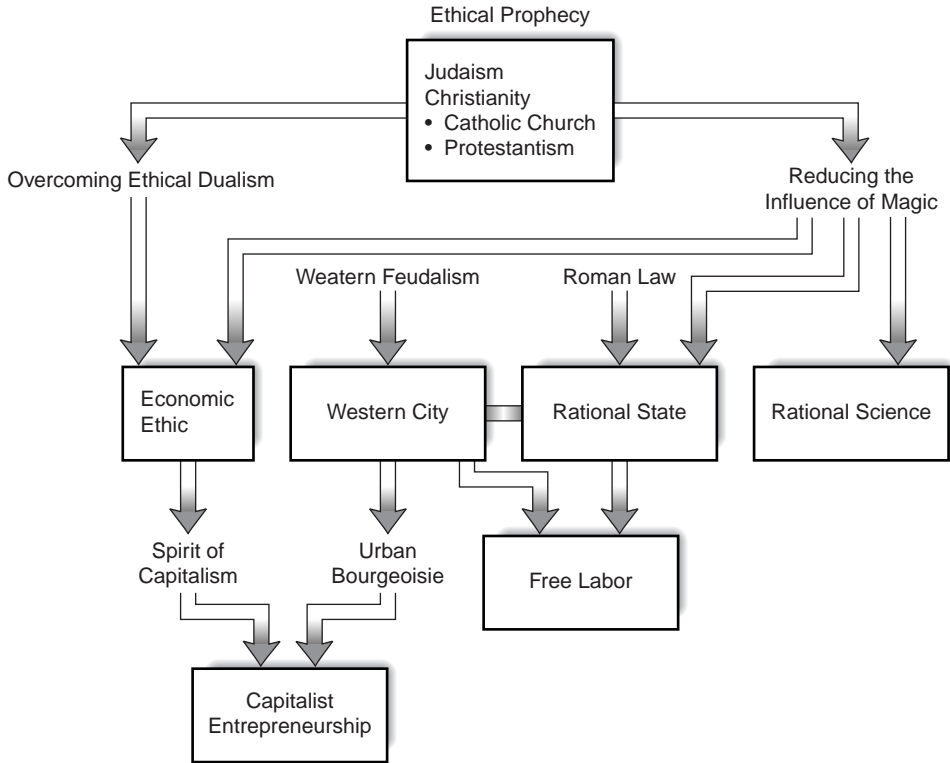 Ethical Prophecy
Judaism
Christianity
• Catholic Church
• Protestantism
Overcoming Ethical Dualism
Reducing the
Influence of Magic
Weatern Feudalism
Roman Law
Economic
Ethic
Western City
Rational State
Rational Science
Spirit of
Capitalism
Urban
Bourgeoisie
Free Labor
Capitalist
Entrepreneurship